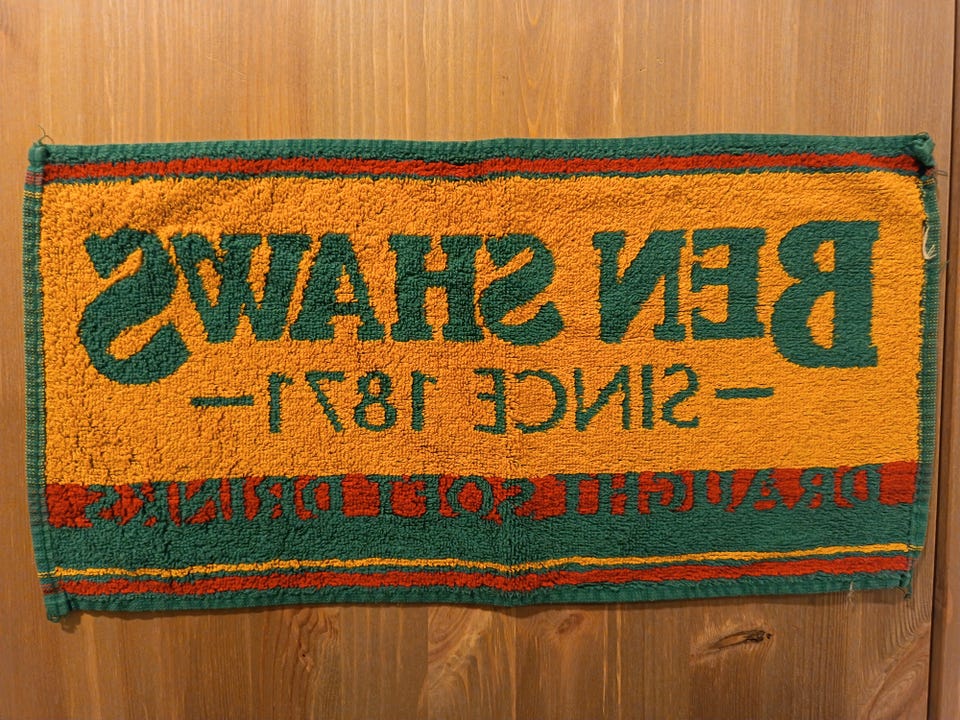 BEN SHAWS
— SINCE 1871 —
DRAUGHT SOFT DRINKS